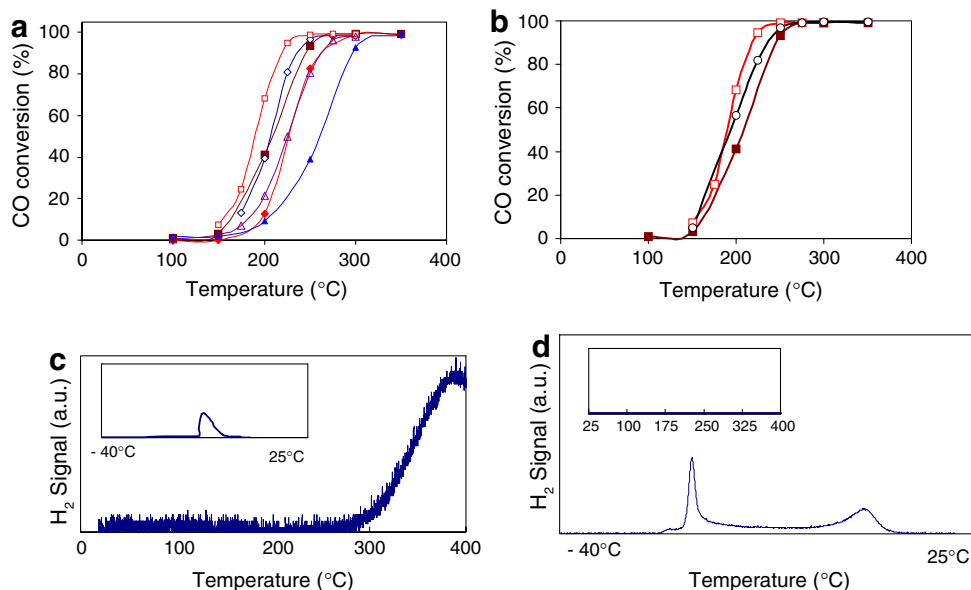 a
CO conversion (%)
100
80
60
40
20
0
0 100 200 300 400
Temperature (°C)
b
CO conversion (%)
100
80
60
40
20
0
0 100 200 300 400
Temperature (°C)
c
H₂ Signal (a.u.)
- 40°C 25°C
0 100 200 300 400
Temperature (°C)
d
H₂ Signal (a.u.)
25 100 175 250 325 400
- 40°C 25°C
Temperature (°C)